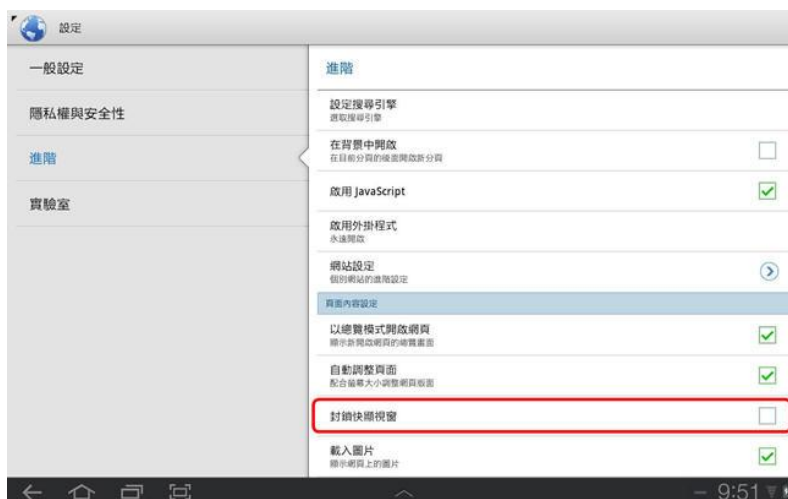 設定
一般設定
隱私權與安全性
進階
實驗室
進階
設定搜尋引擎
選取搜尋引擎
在背景中開啟
在目前分頁的後面開啟新分頁
啟用 JavaScript
啟用外掛程式
永遠開啟
網站設定
個別網站的進階設定
頁面內容設定
以總覽模式開啟網頁
顯示新開啟網頁的總覽畫面
自動調整頁面
配合螢幕大小調整網頁版面
封鎖快顯視窗
載入圖片
顯示網頁上的圖片
9:51